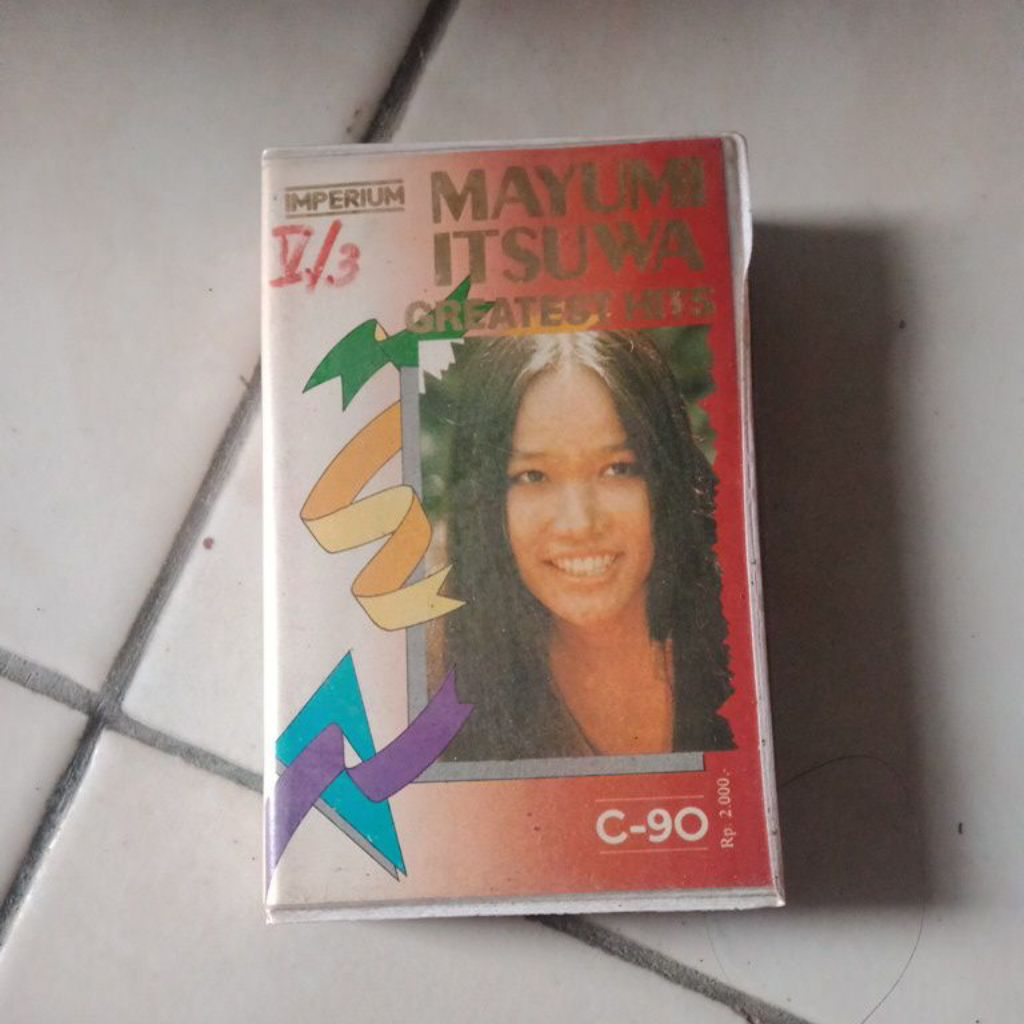 IMPERIUM
MAYUMI
ITSUWA
GREATEST HITS
V/3
C-90
Rp. 2.000.-